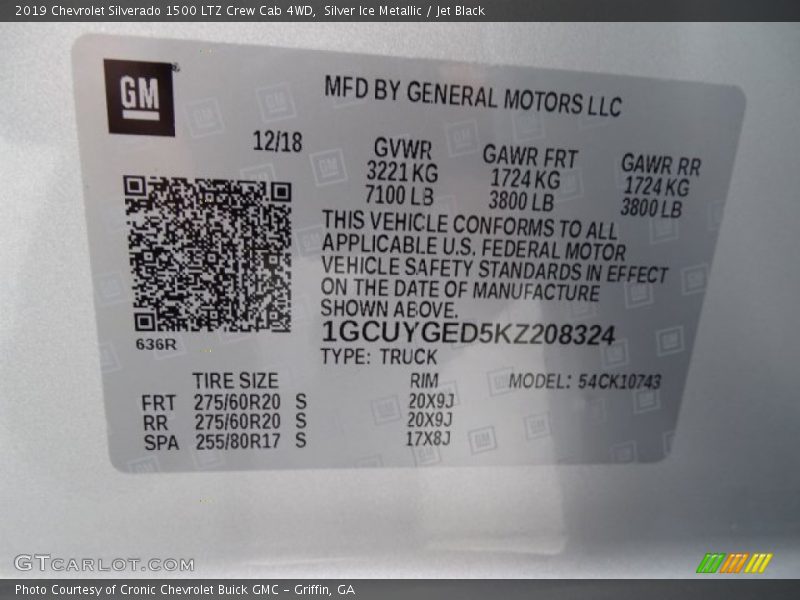 2019 Chevrolet Silverado 1500 LTZ Crew Cab 4WD, Silver Ice Metallic / Jet Black
GM ®
MFD BY GENERAL MOTORS LLC
12/18
GVWR GAWR FRT GAWR RR
3221 KG 1724 KG 1724 KG
7100 LB 3800 LB 3800 LB
THIS VEHICLE CONFORMS TO ALL
APPLICABLE U.S. FEDERAL MOTOR
VEHICLE SAFETY STANDARDS IN EFFECT
ON THE DATE OF MANUFACTURE
SHOWN ABOVE.
1GCUYGED5KZ208324
636R
TYPE: TRUCK
TIRE SIZE RIM MODEL: 54CK10743
FRT 275/60R20 S 20X9J
RR 275/60R20 S 20X9J
SPA 255/80R17 S 17X8J
GTcarlot.com
Photo Courtesy of Cronic Chevrolet Buick GMC – Griffin, GA